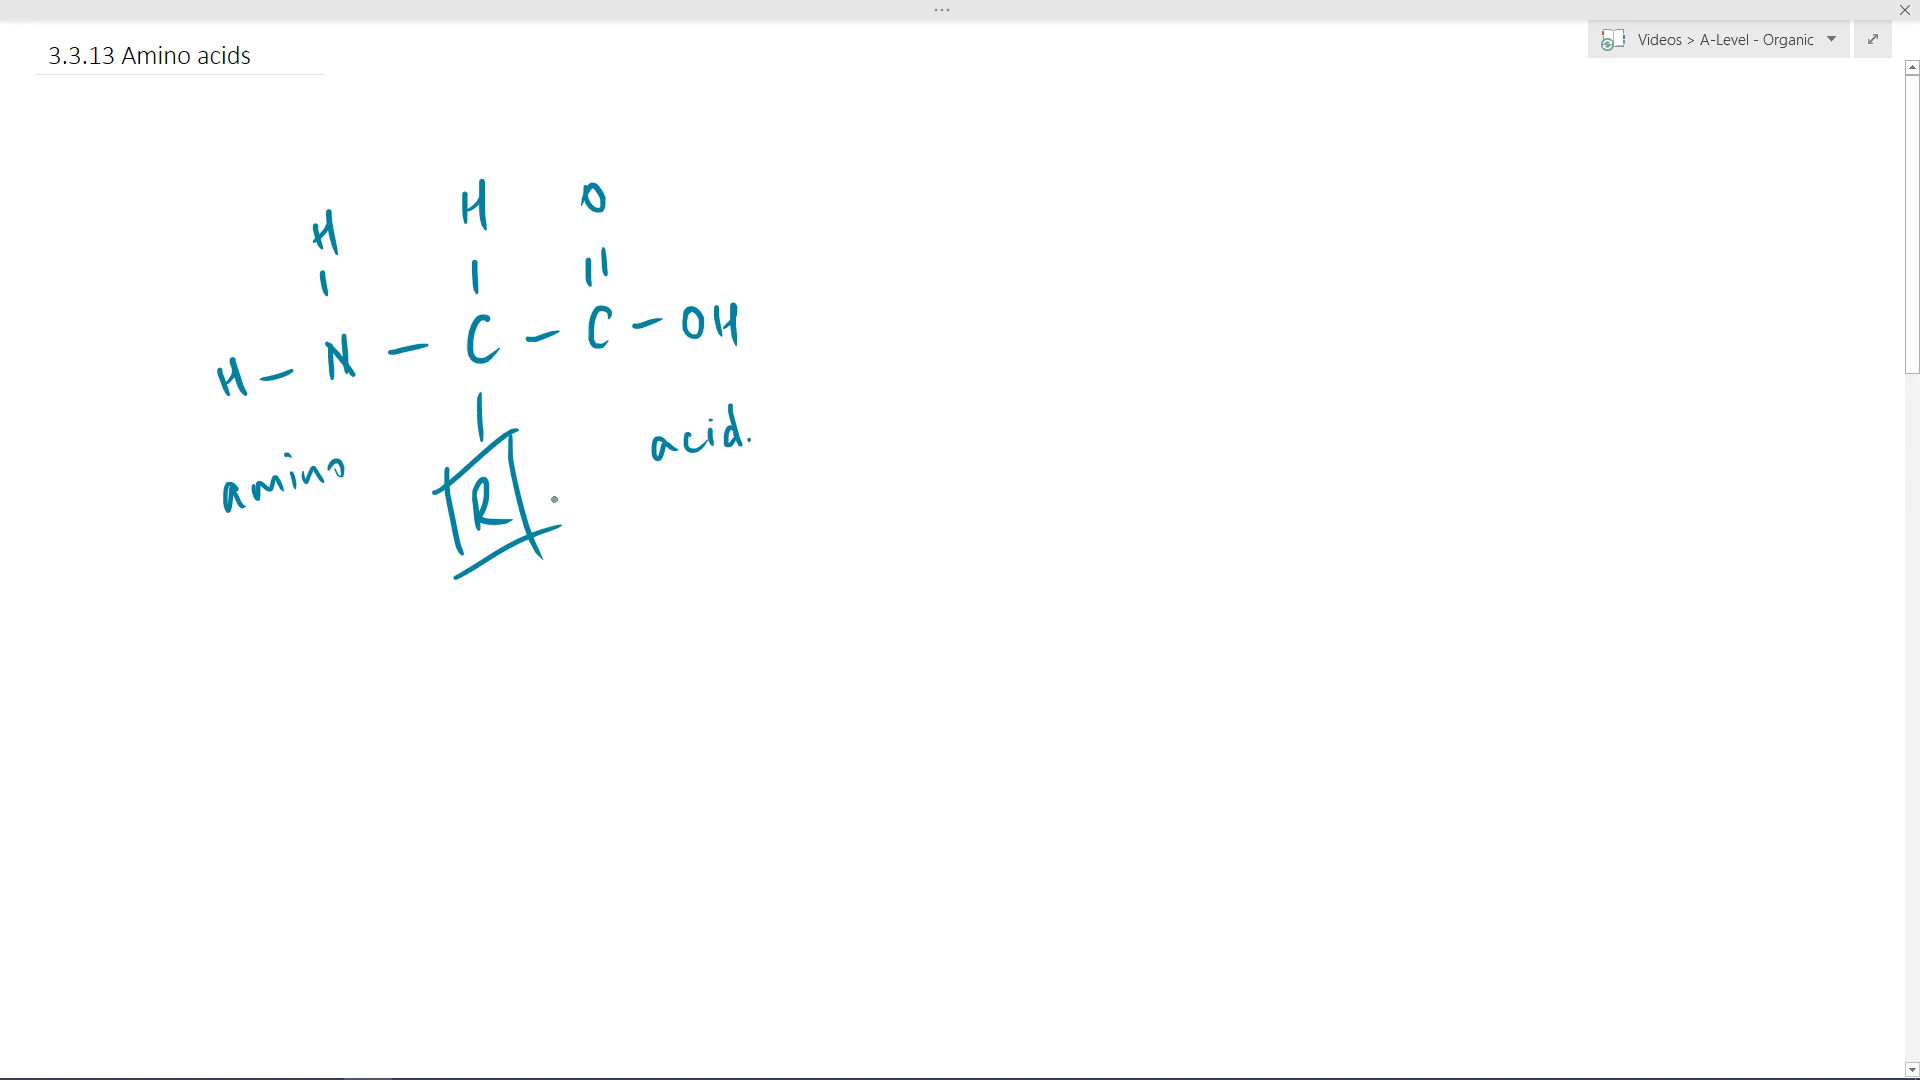 Videos > A-Level - Organic
3.3.13 Amino acids
H H O
H - N - C - C - OH
amino acid.
R